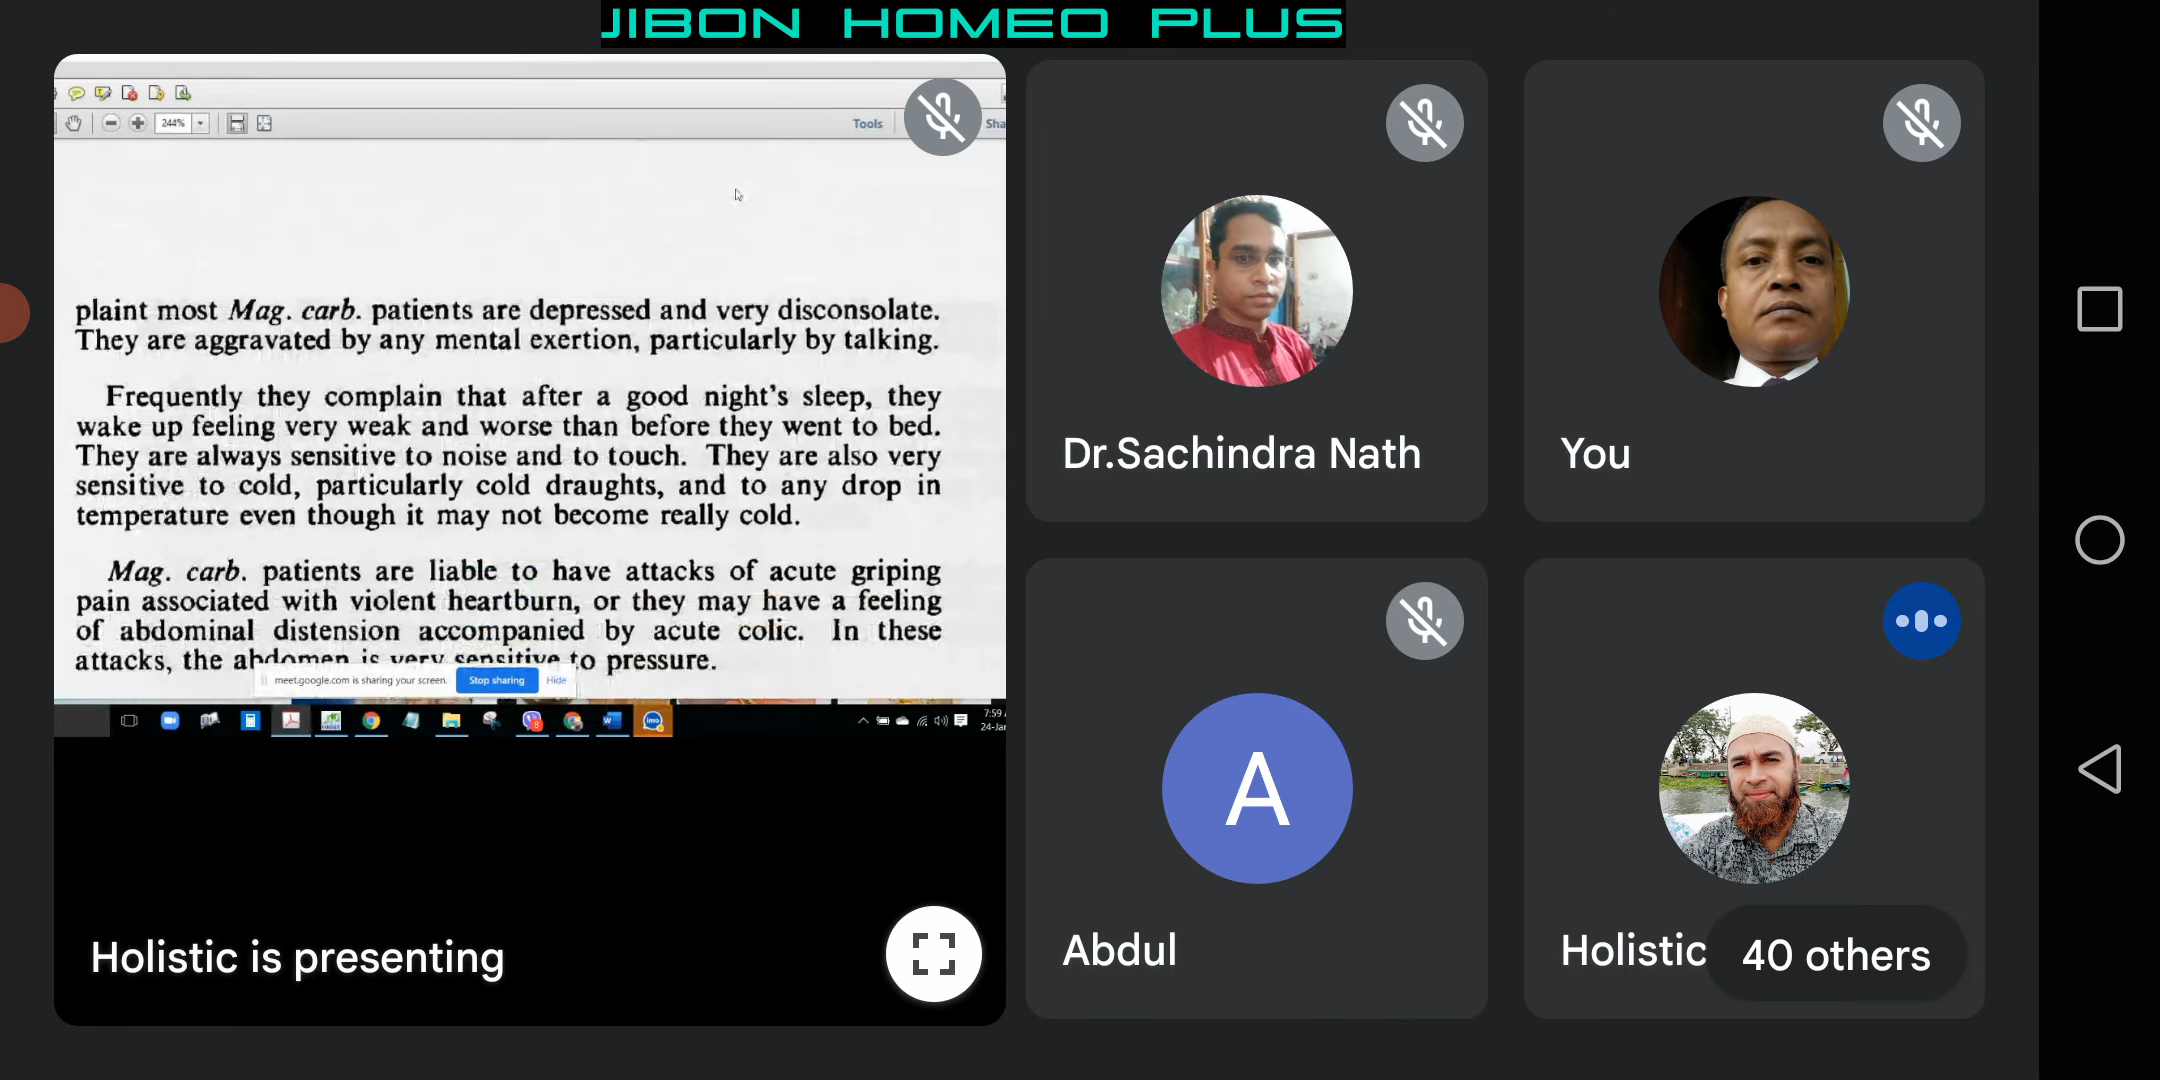 JIBON HOMEO PLUS
244%
Tools
Sha
plaint most Mag. carb. patients are depressed and very disconsolate.
They are aggravated by any mental exertion, particularly by talking.
Frequently they complain that after a good night's sleep, they
wake up feeling very weak and worse than before they went to bed.
They are always sensitive to noise and to touch. They are also very
sensitive to cold, particularly cold draughts, and to any drop in
temperature even though it may not become really cold.
Mag. carb. patients are liable to have attacks of acute griping
pain associated with violent heartburn, or they may have a feeling
of abdominal distension accompanied by acute colic. In these
attacks, the abdomen is very sensitive to pressure.
meet.google.com is sharing your screen.
Stop sharing
Hide
imo
7:59
24-Jan
Holistic is presenting
Dr.Sachindra Nath
You
A
Abdul
Holistic
40 others